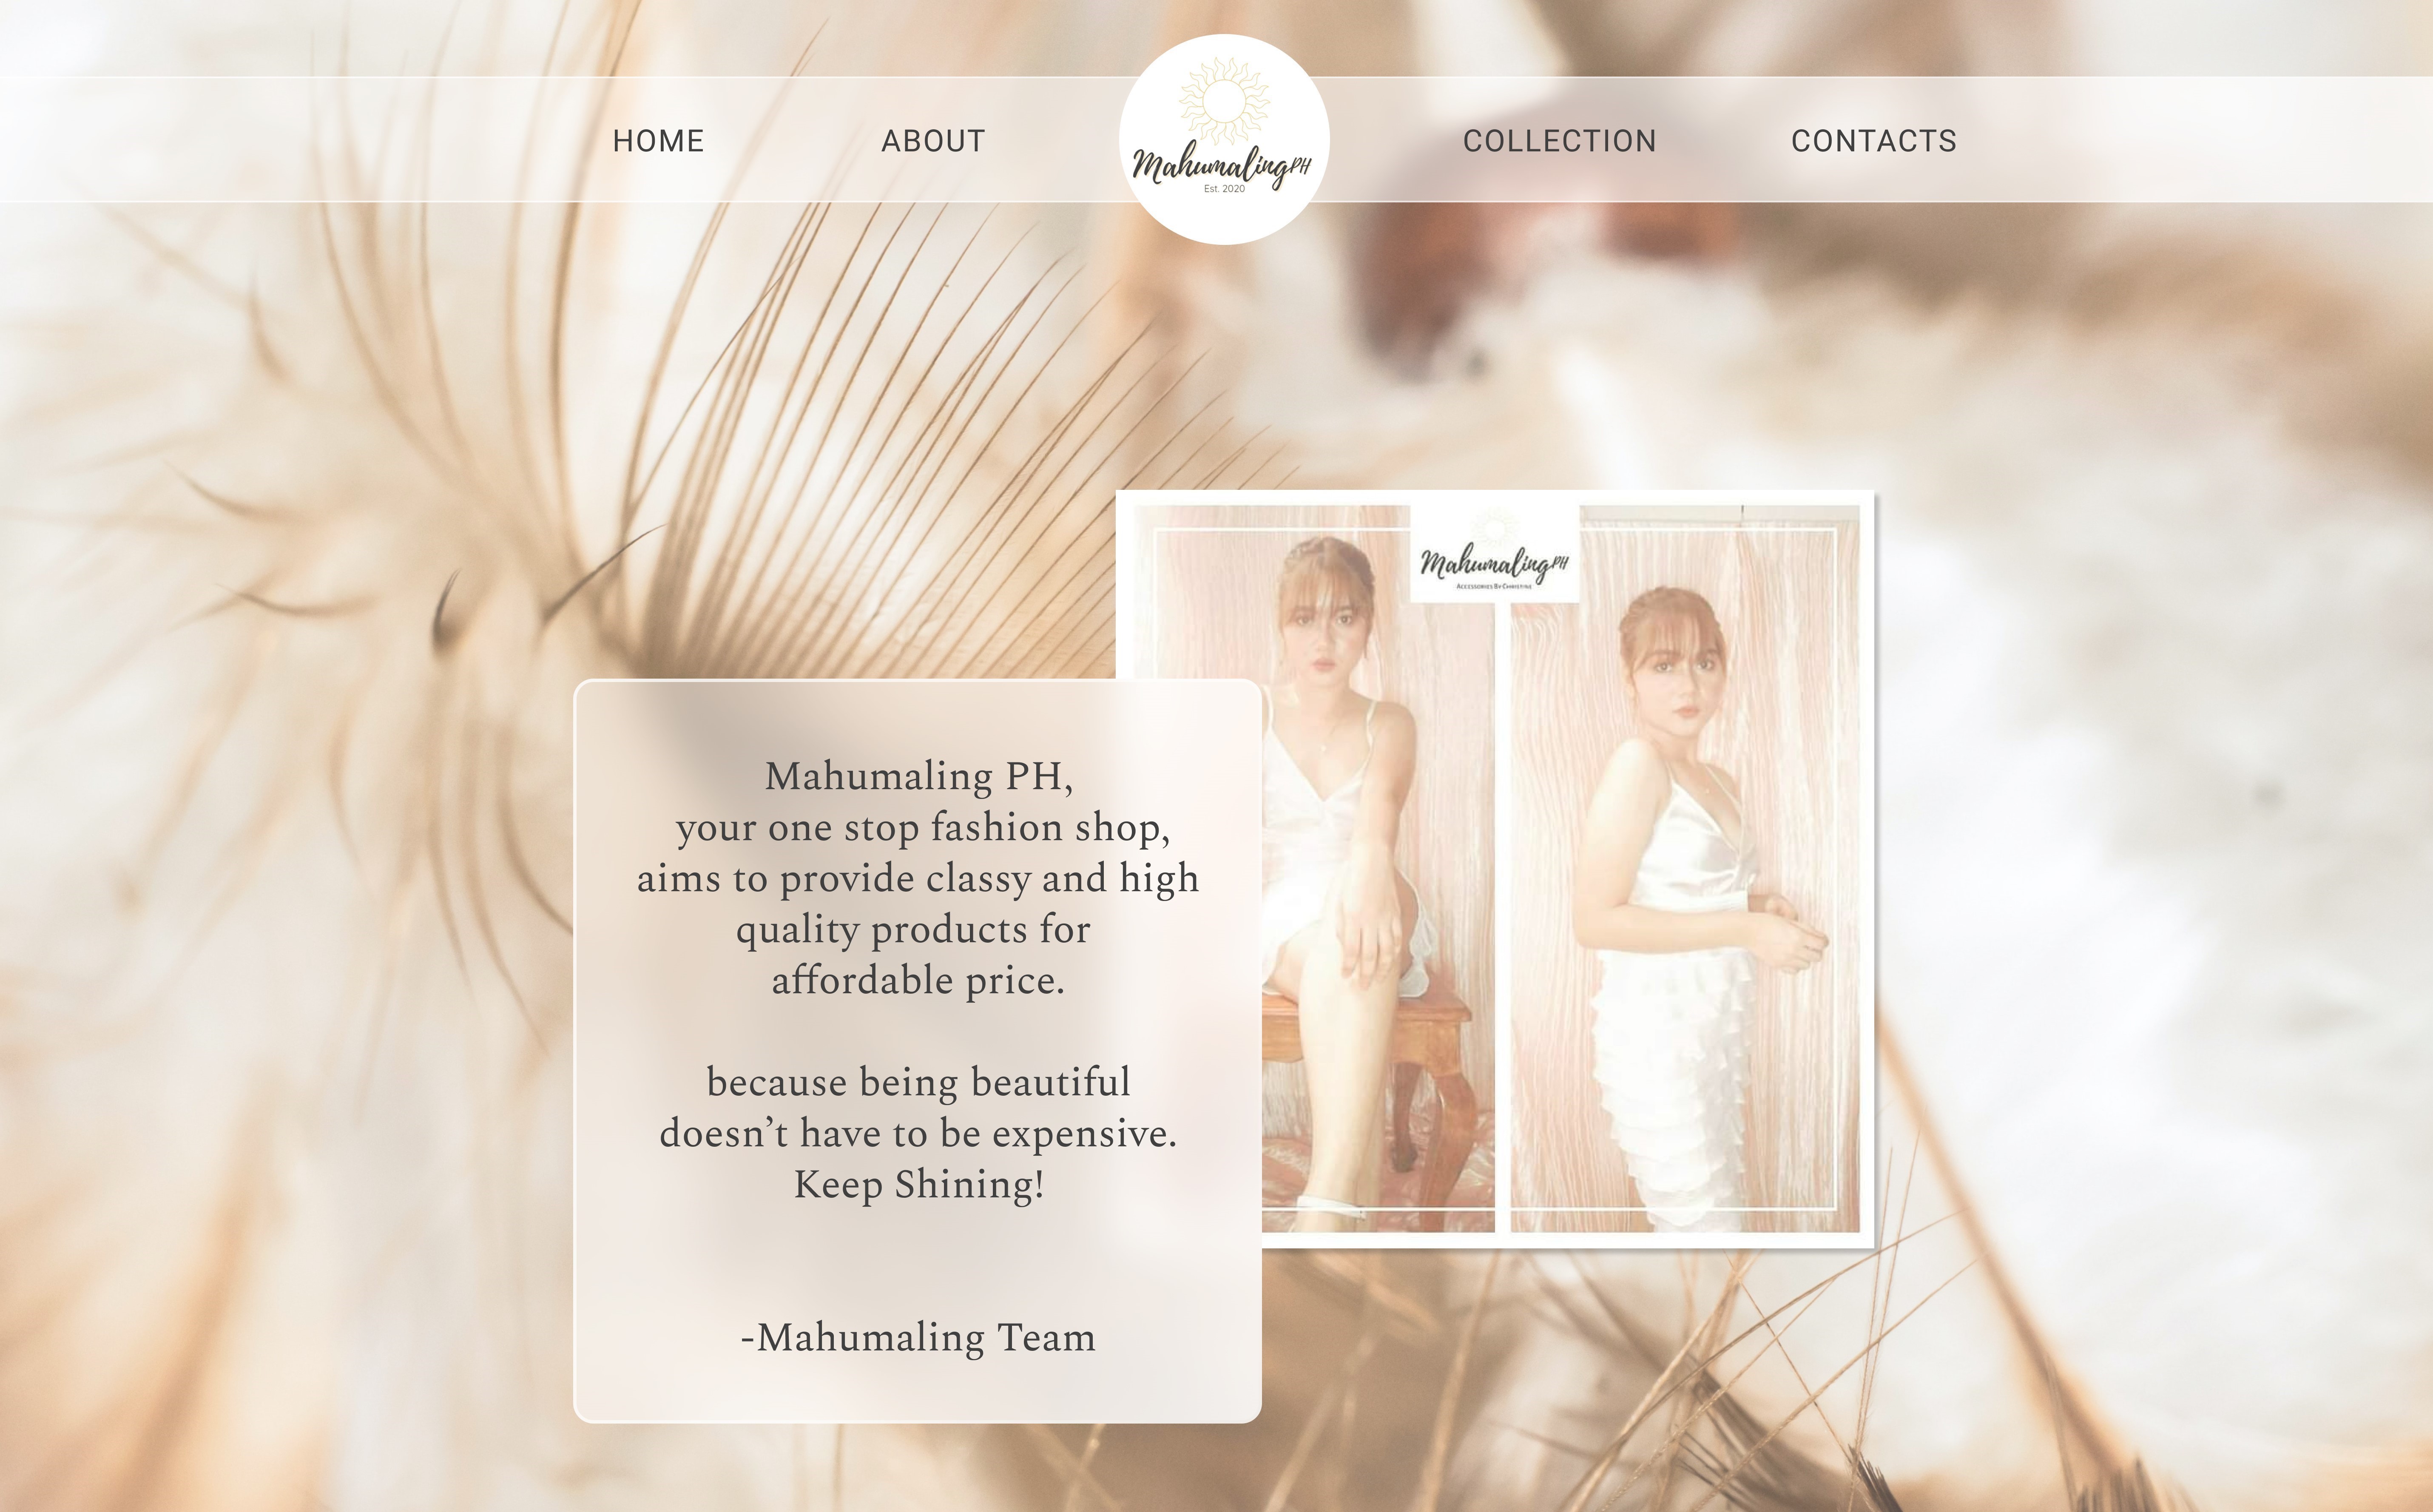 HOME
ABOUT
MahumalingPH
Est. 2020
COLLECTION
CONTACTS
MahumalingPH
Accessories By Christine
Mahumaling PH,
your one stop fashion shop,
aims to provide classy and high
quality products for
affordable price.
because being beautiful
doesn’t have to be expensive.
Keep Shining!
-Mahumaling Team